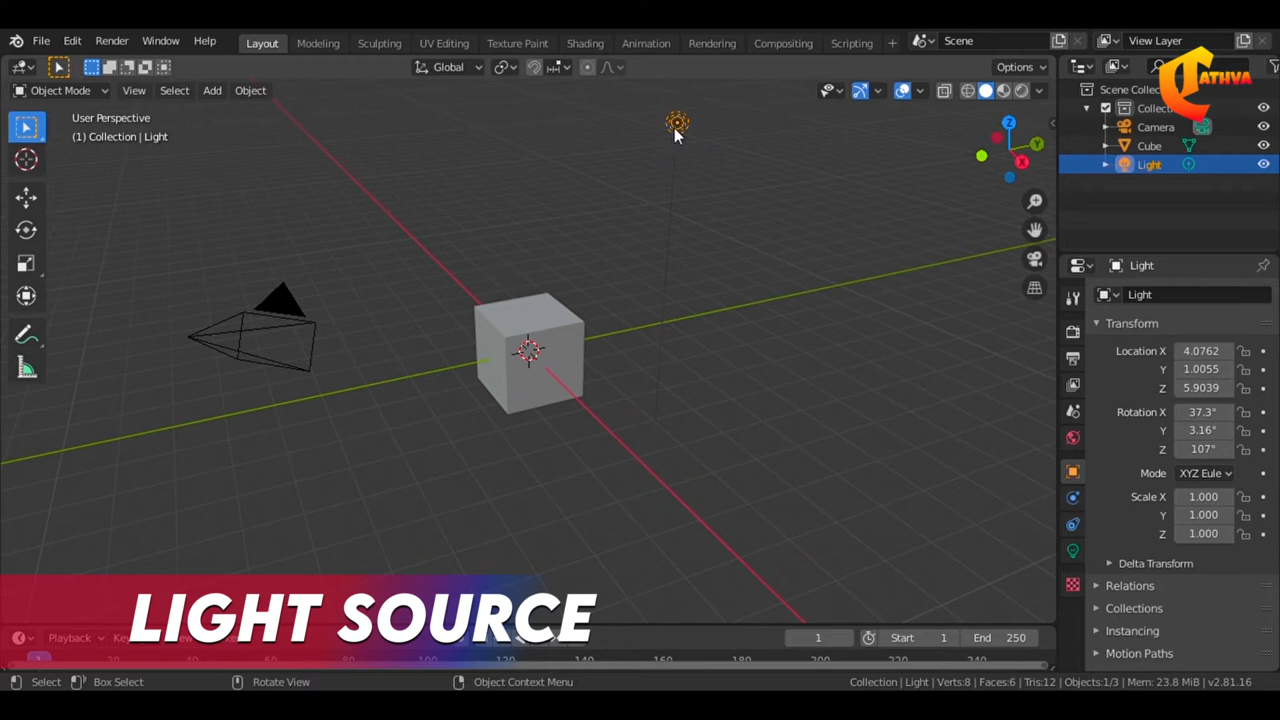 File Edit Render Window Help Layout Modeling Sculpting UV Editing Texture Paint Shading Animation Rendering Compositing Scripting + Scene View Layer
Global Options
TATHVA
Object Mode View Select Add Object
Scene Collec
User Perspective
(1) Collection | Light
Collecti
Camera
Cube
Light
Z
Y
X
Light
Light
Transform
Location X 4.0762
Y 1.0055
Z 5.9039
Rotation X 37.3°
Y 3.16°
Z 107°
Mode XYZ Eule
Scale X 1.000
Y 1.000
Z 1.000
Delta Transform
Relations
Collections
Instancing
Motion Paths
LIGHT SOURCE
Playback 1 Start 1 End 250
1 20 120 160 200 240
Select Box Select Rotate View Object Context Menu Collection | Light | Verts:8 | Faces:6 | Tris:12 | Objects:1/3 | Mem: 23.8 MiB | v2.81.16